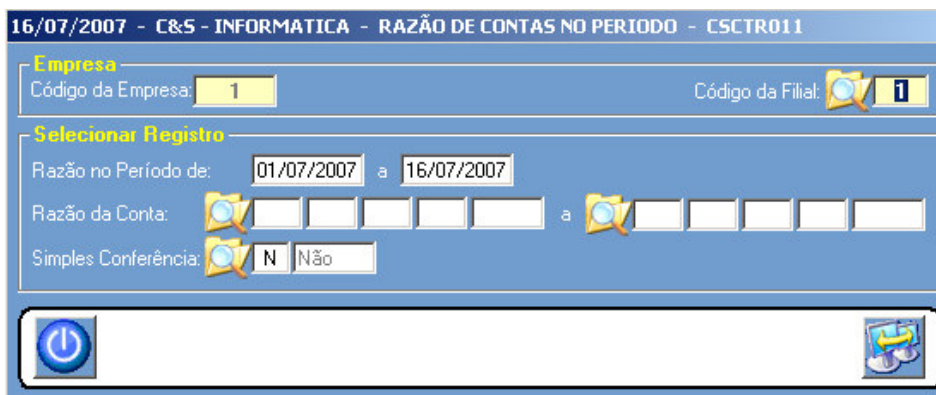 16/07/2007 - C&S - INFORMATICA - RAZÃO DE CONTAS NO PERIODO - CSCTR011
Empresa
Código da Empresa: 1 Código da Filial: 1
Selecionar Registro
Razão no Período de: 01/07/2007 a 16/07/2007
Razão da Conta: a
Simples Conferência: N Não